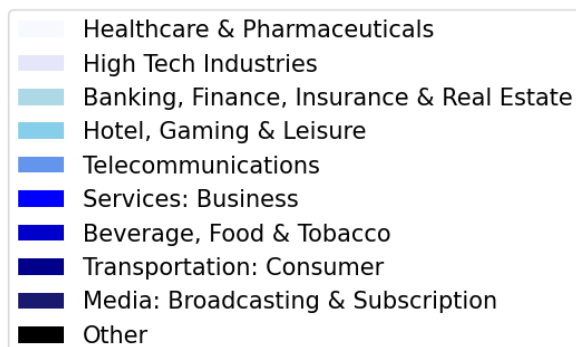 Healthcare & Pharmaceuticals
High Tech Industries
Banking, Finance, Insurance & Real Estate
Hotel, Gaming & Leisure
Telecommunications
Services: Business
Beverage, Food & Tobacco
Transportation: Consumer
Media: Broadcasting & Subscription
Other